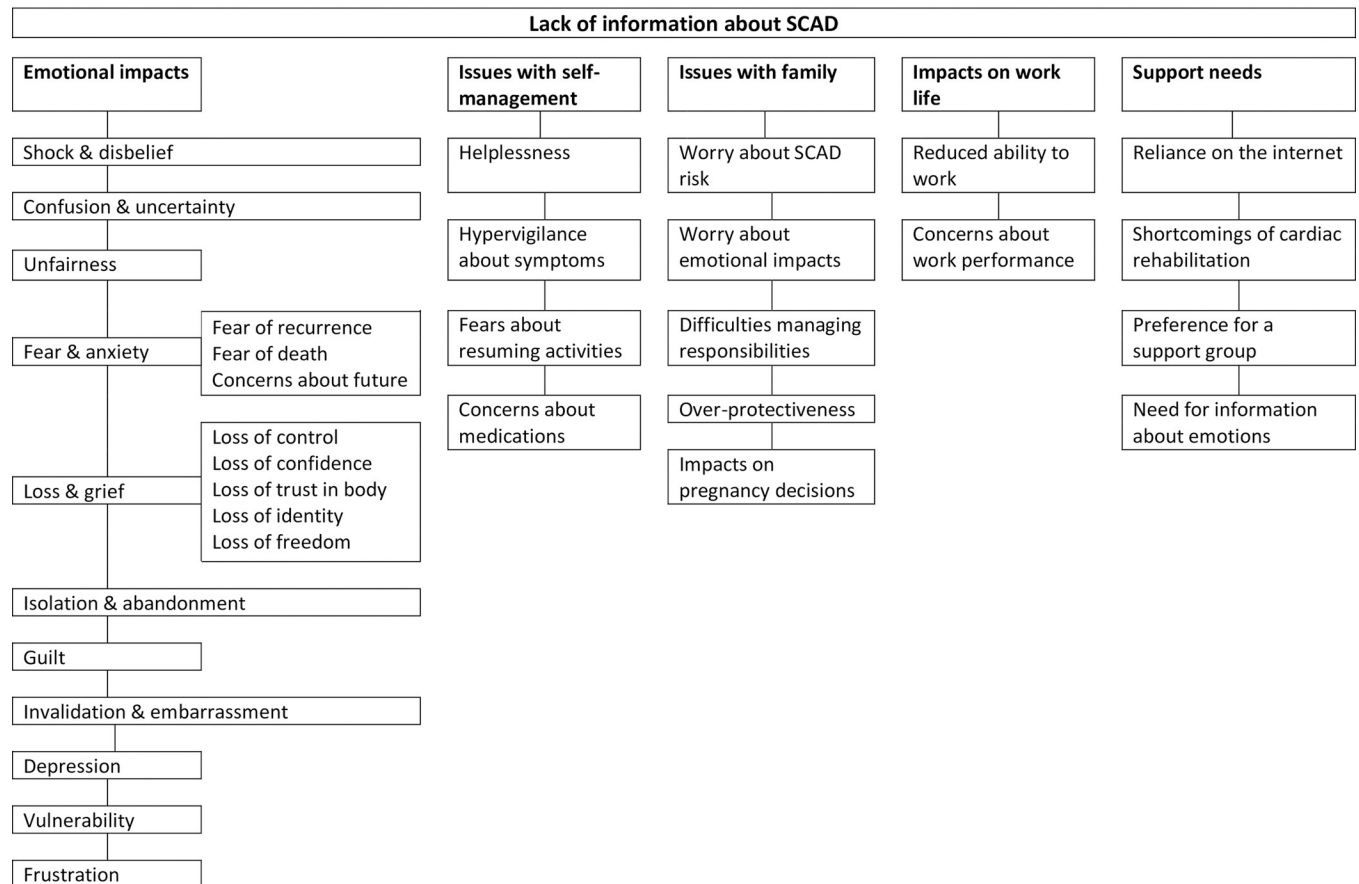 Lack of information about SCAD
Emotional impacts
Shock & disbelief
Confusion & uncertainty
Unfairness
Fear & anxiety
Fear of recurrence
Fear of death
Concerns about future
Loss & grief
Loss of control
Loss of confidence
Loss of trust in body
Loss of identity
Loss of freedom
Isolation & abandonment
Guilt
Invalidation & embarrassment
Depression
Vulnerability
Frustration
Issues with self-
management
Helplessness
Hypervigilance
about symptoms
Fears about
resuming activities
Concerns about
medications
Issues with family
Worry about SCAD
risk
Worry about
emotional impacts
Difficulties managing
responsibilities
Over-protectiveness
Impacts on
pregnancy decisions
Impacts on work
life
Reduced ability to
work
Concerns about
work performance
Support needs
Reliance on the internet
Shortcomings of cardiac
rehabilitation
Preference for a
support group
Need for information
about emotions